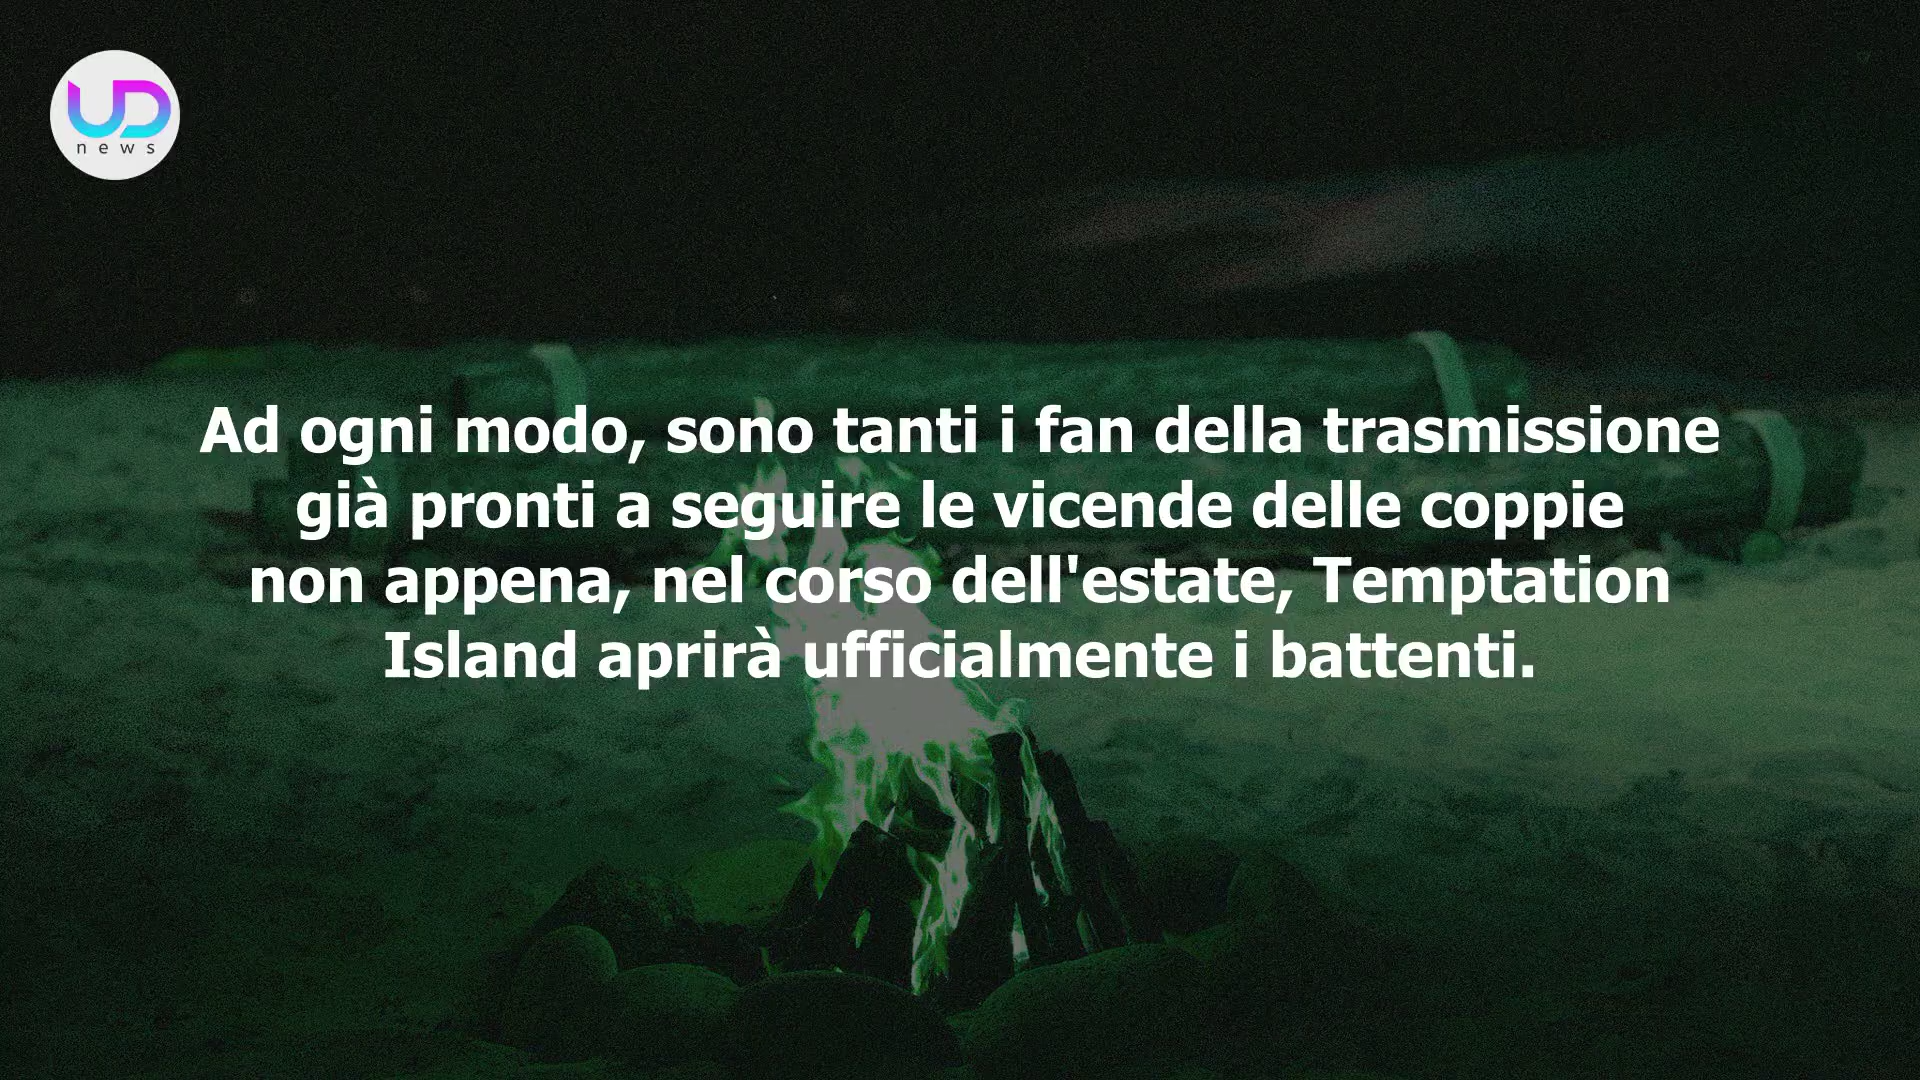 UD
news
Ad ogni modo, sono tanti i fan della trasmissione
già pronti a seguire le vicende delle coppie
non appena, nel corso dell'estate, Temptation
Island aprirà ufficialmente i battenti.